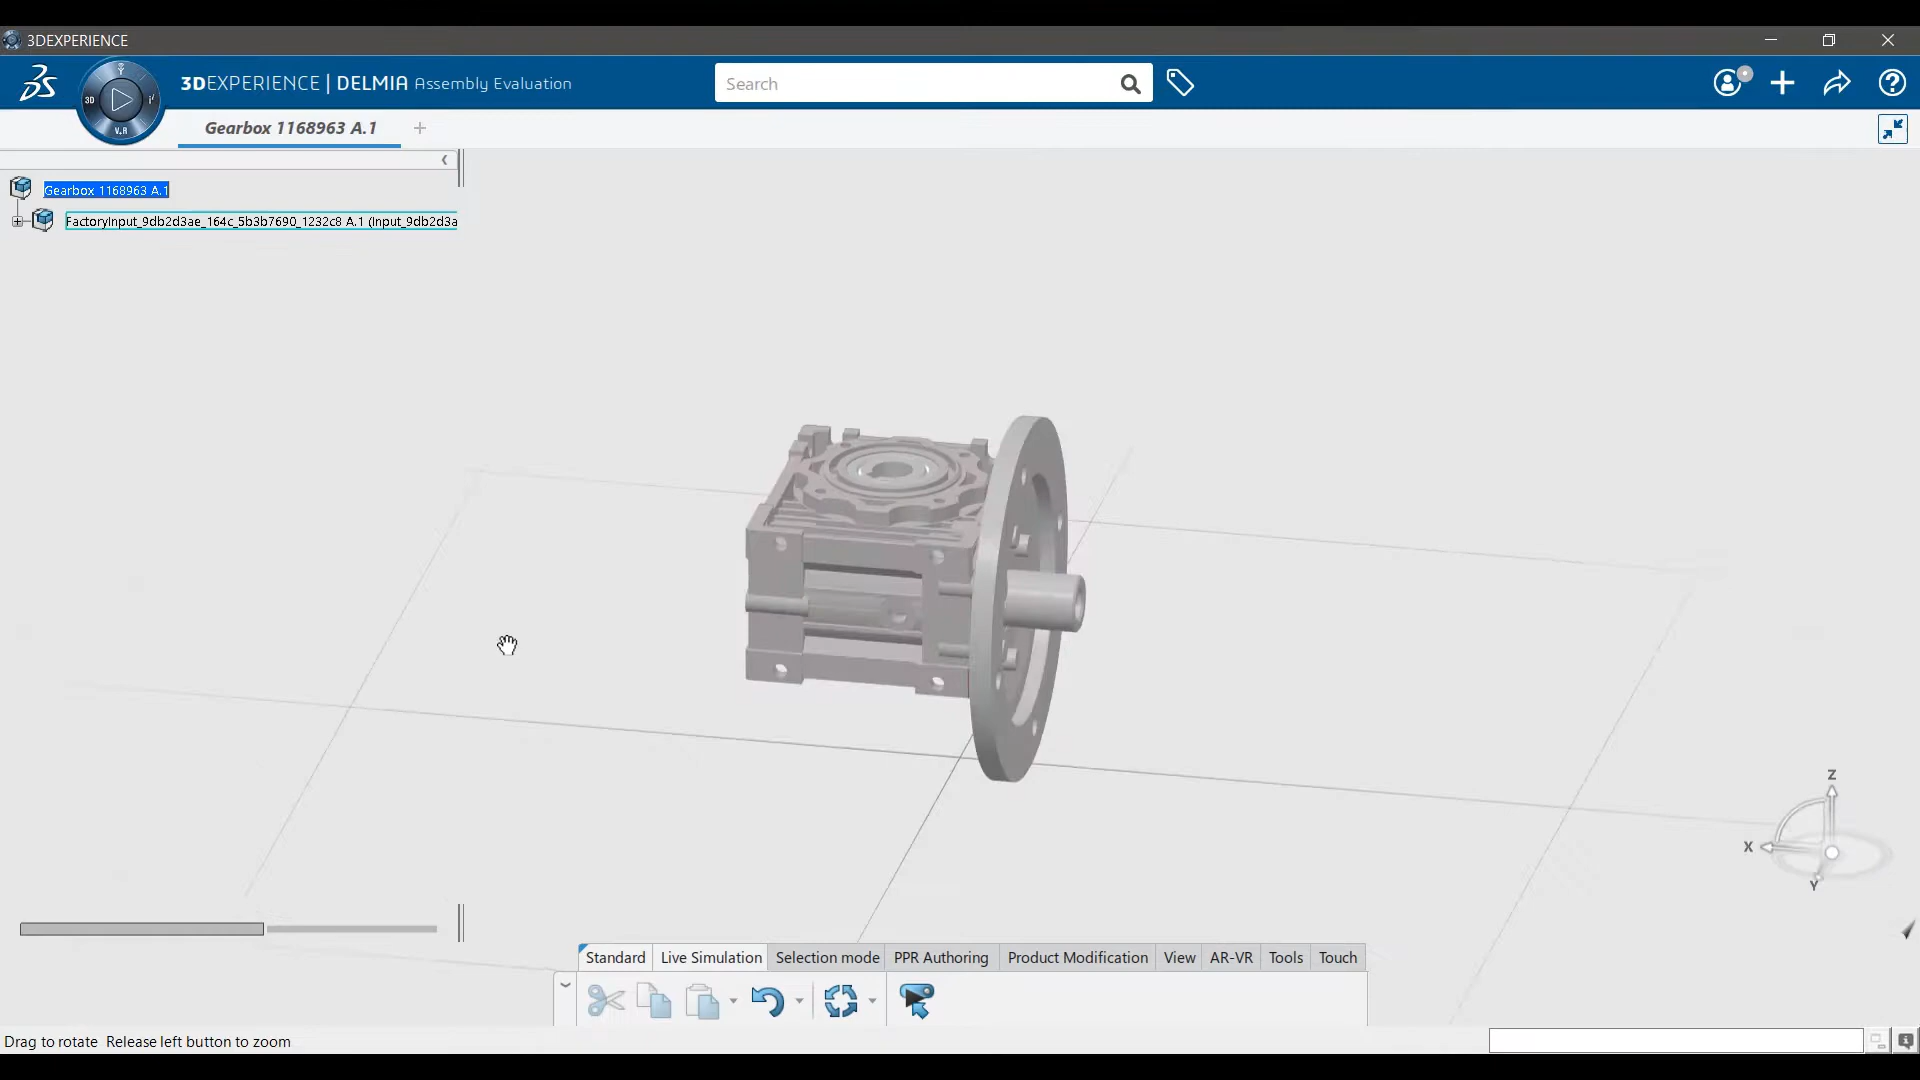 3DEXPERIENCE
3DEXPERIENCE | DELMIA Assembly Evaluation
Search
3D
V.R
Gearbox 1168963 A.1
Gearbox 1168963 A.1
FactoryInput_9db2d3ae_164c_5b3b7690_1232c8 A.1 (Input_9db2d3a
Z
X
Y
Standard Live Simulation Selection mode PPR Authoring Product Modification View AR-VR Tools Touch
Drag to rotate Release left button to zoom